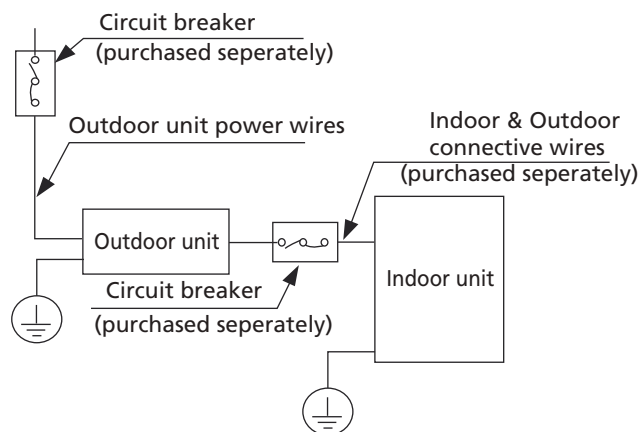 Circuit breaker
(purchased seperately)
Outdoor unit power wires
Indoor & Outdoor
connective wires
(purchased seperately)
Outdoor unit
Indoor unit
Circuit breaker
(purchased seperately)